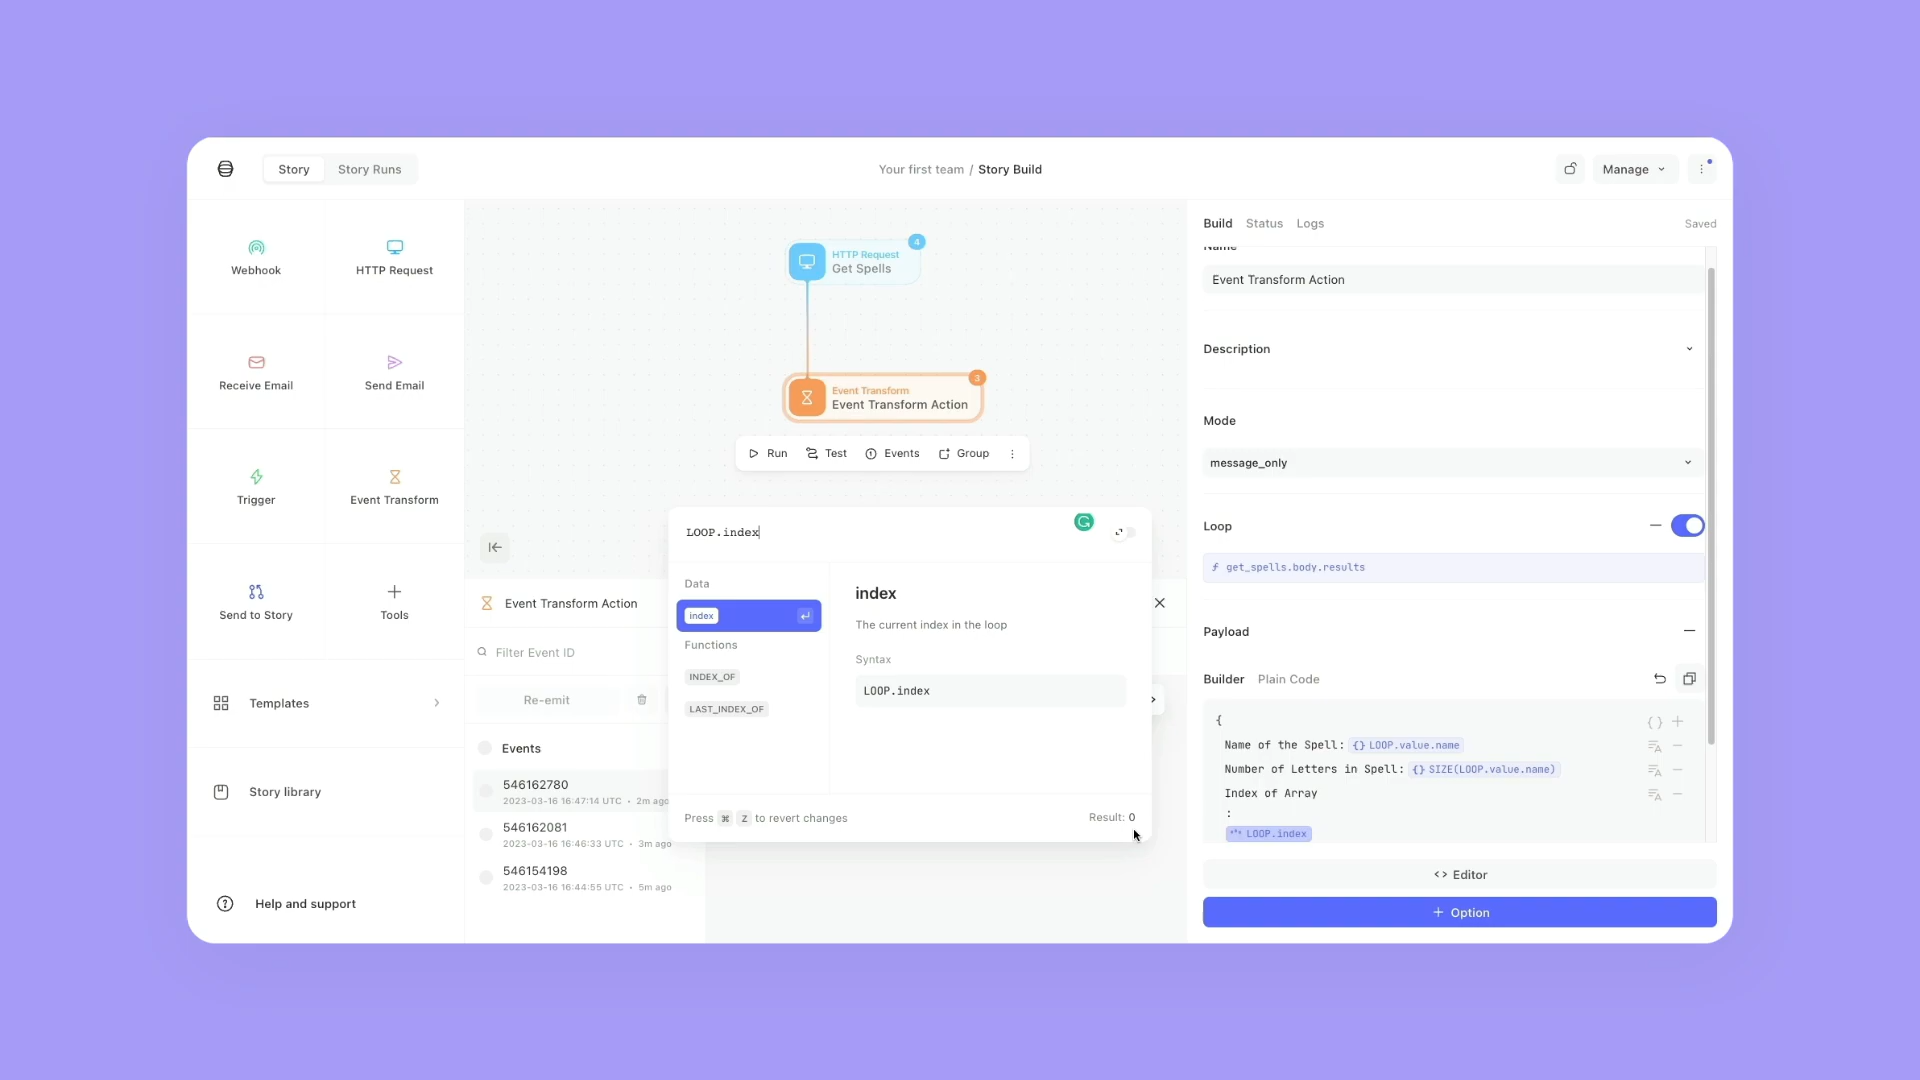 Story
Story Runs
Your first team / Story Build
Manage
Webhook
HTTP Request
Receive Email
Send Email
Trigger
Event Transform
Send to Story
Tools
Templates
Story library
Help and support
4
HTTP Request
Get Spells
3
Event Transform
Event Transform Action
Run
Test
Events
Group
Event Transform Action
Filter Event ID
Re-emit
Events
546162780
2023-03-16 16:47:14 UTC • 2m ago
546162081
2023-03-16 16:46:33 UTC • 3m ago
546154198
2023-03-16 16:44:55 UTC • 5m ago
LOOP.index
Data
index
Functions
INDEX_OF
LAST_INDEX_OF
index
The current index in the loop
Syntax
LOOP.index
Press ⌘ Z to revert changes
Result: 0
Build
Status
Logs
Saved
Name
Event Transform Action
Description
Mode
message_only
Loop
get_spells.body.results
Payload
Builder
Plain Code
{
Name of the Spell: {} LOOP.value.name
Number of Letters in Spell: {} SIZE(LOOP.value.name)
Index of Array
:
"" LOOP.index
<> Editor
+ Option